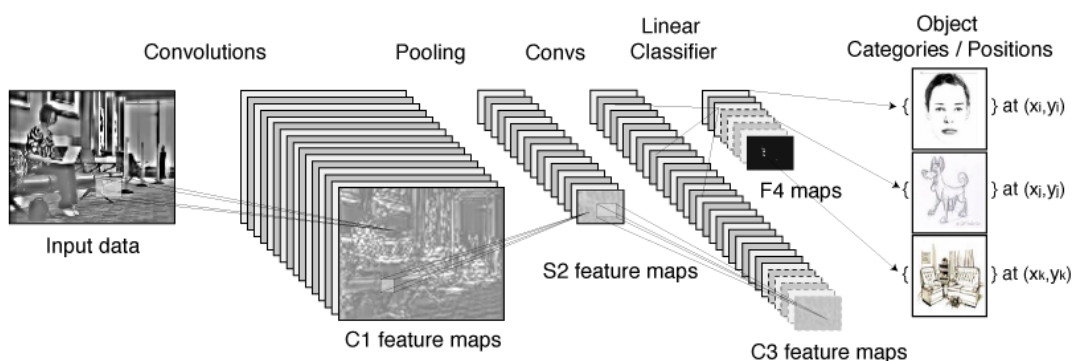 Convolutions
Pooling
Convs
Linear
Classifier
Object
Categories / Positions
{ } at (xi,yi)
{ } at (xj,yj)
{ } at (xk,yk)
Input data
C1 feature maps
S2 feature maps
C3 feature maps
F4 maps